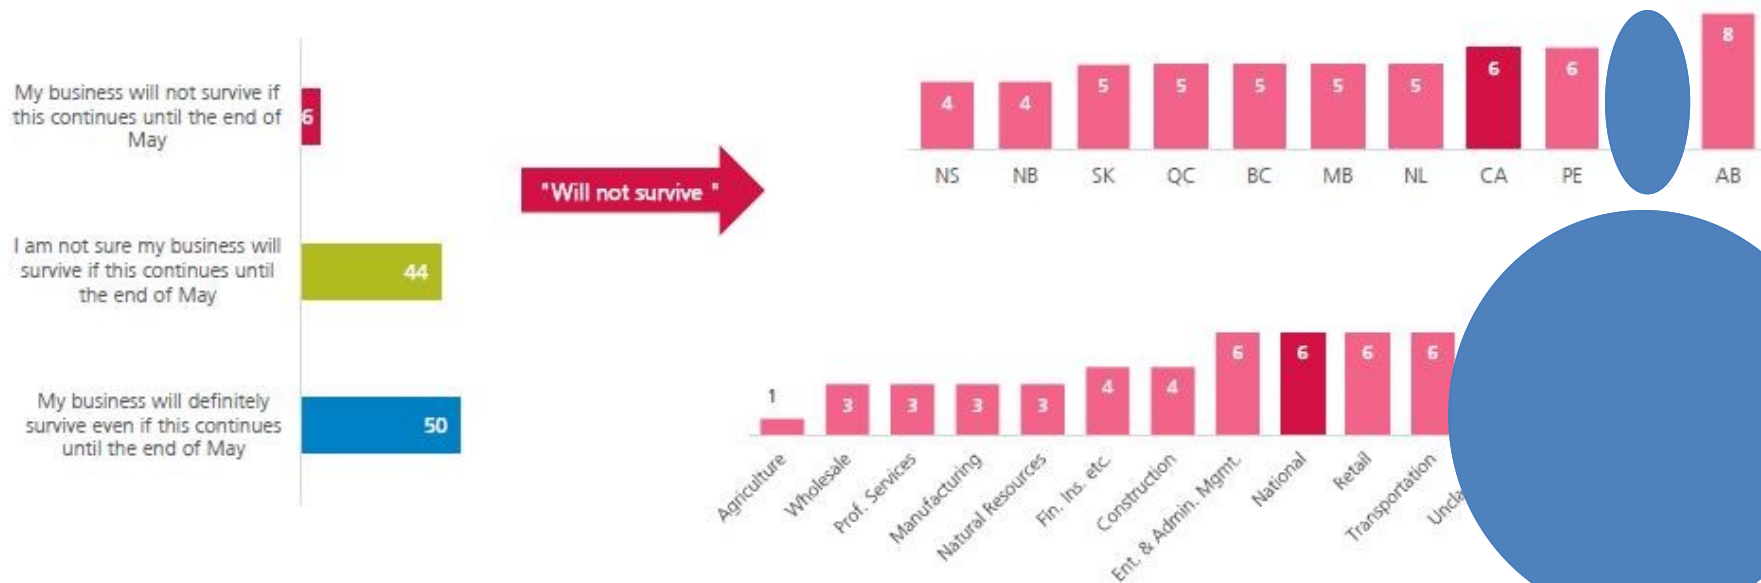 My business will not survive if
this continues until the end of
May
6
I am not sure my business will
survive if this continues until
the end of May
44
My business will definitely
survive even if this continues
until the end of May
50
"Will not survive "
4 4 5 5 5 5 5 6 6 8
NS NB SK QC BC MB NL CA PE AB
1 3 3 3 3 4 4 6 6 6 6
Agriculture
Wholesale
Prof. Services
Manufacturing
Natural Resources
Fin. Ins. etc.
Construction
Ent. & Admin. Mgmt.
National
Retail
Transportation